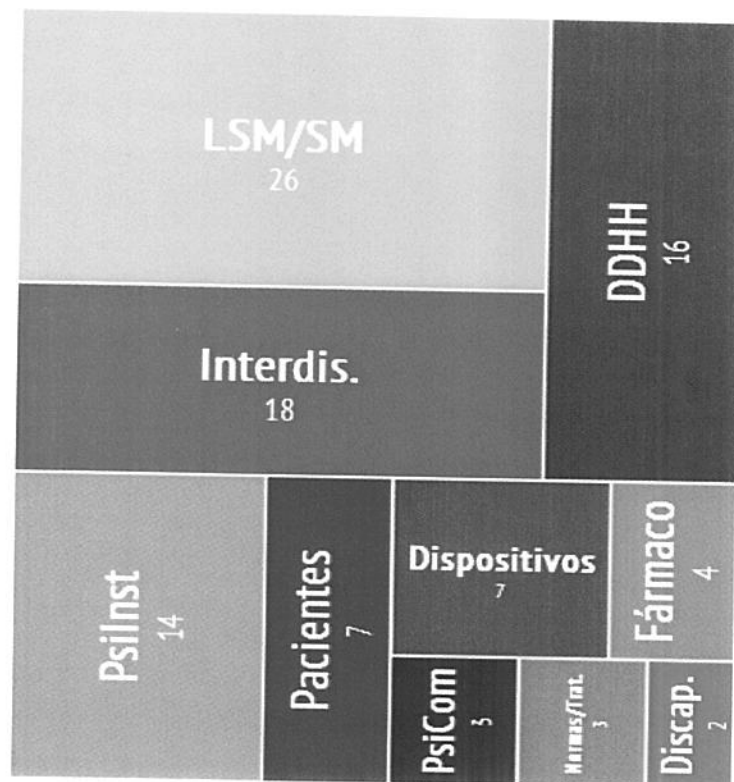 LSM/SM
26
DDHH
16
Interdis.
18
PsiInst
14
Pacientes
7
Dispositivos
7
Fármaco
4
PsiCom
3
Normas/Trat.
3
Discap.
2